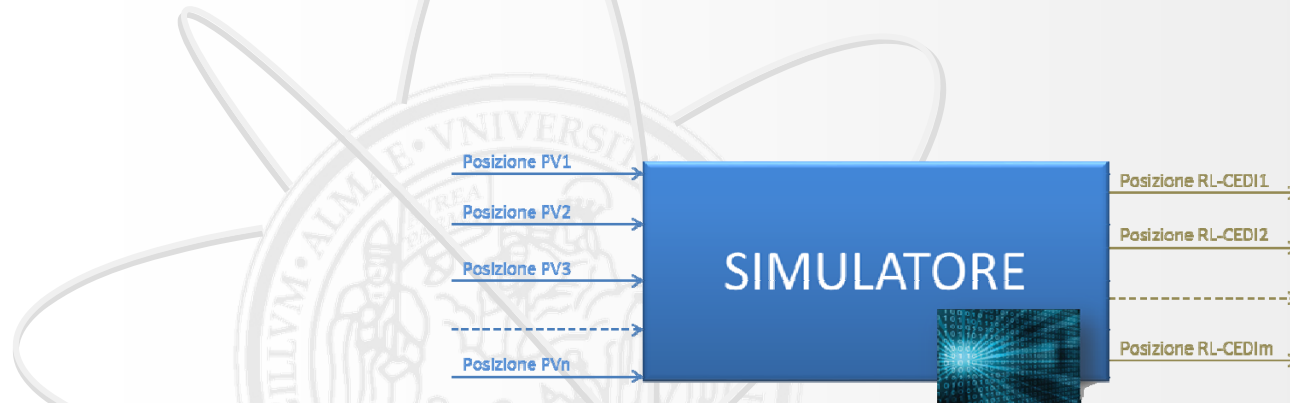 Posizione PV1
Posizione PV2
Posizione PV3
Posizione PVn
SIMULATORE
Posizione RL-CEDI1
Posizione RL-CEDI2
Posizione RL-CEDIm